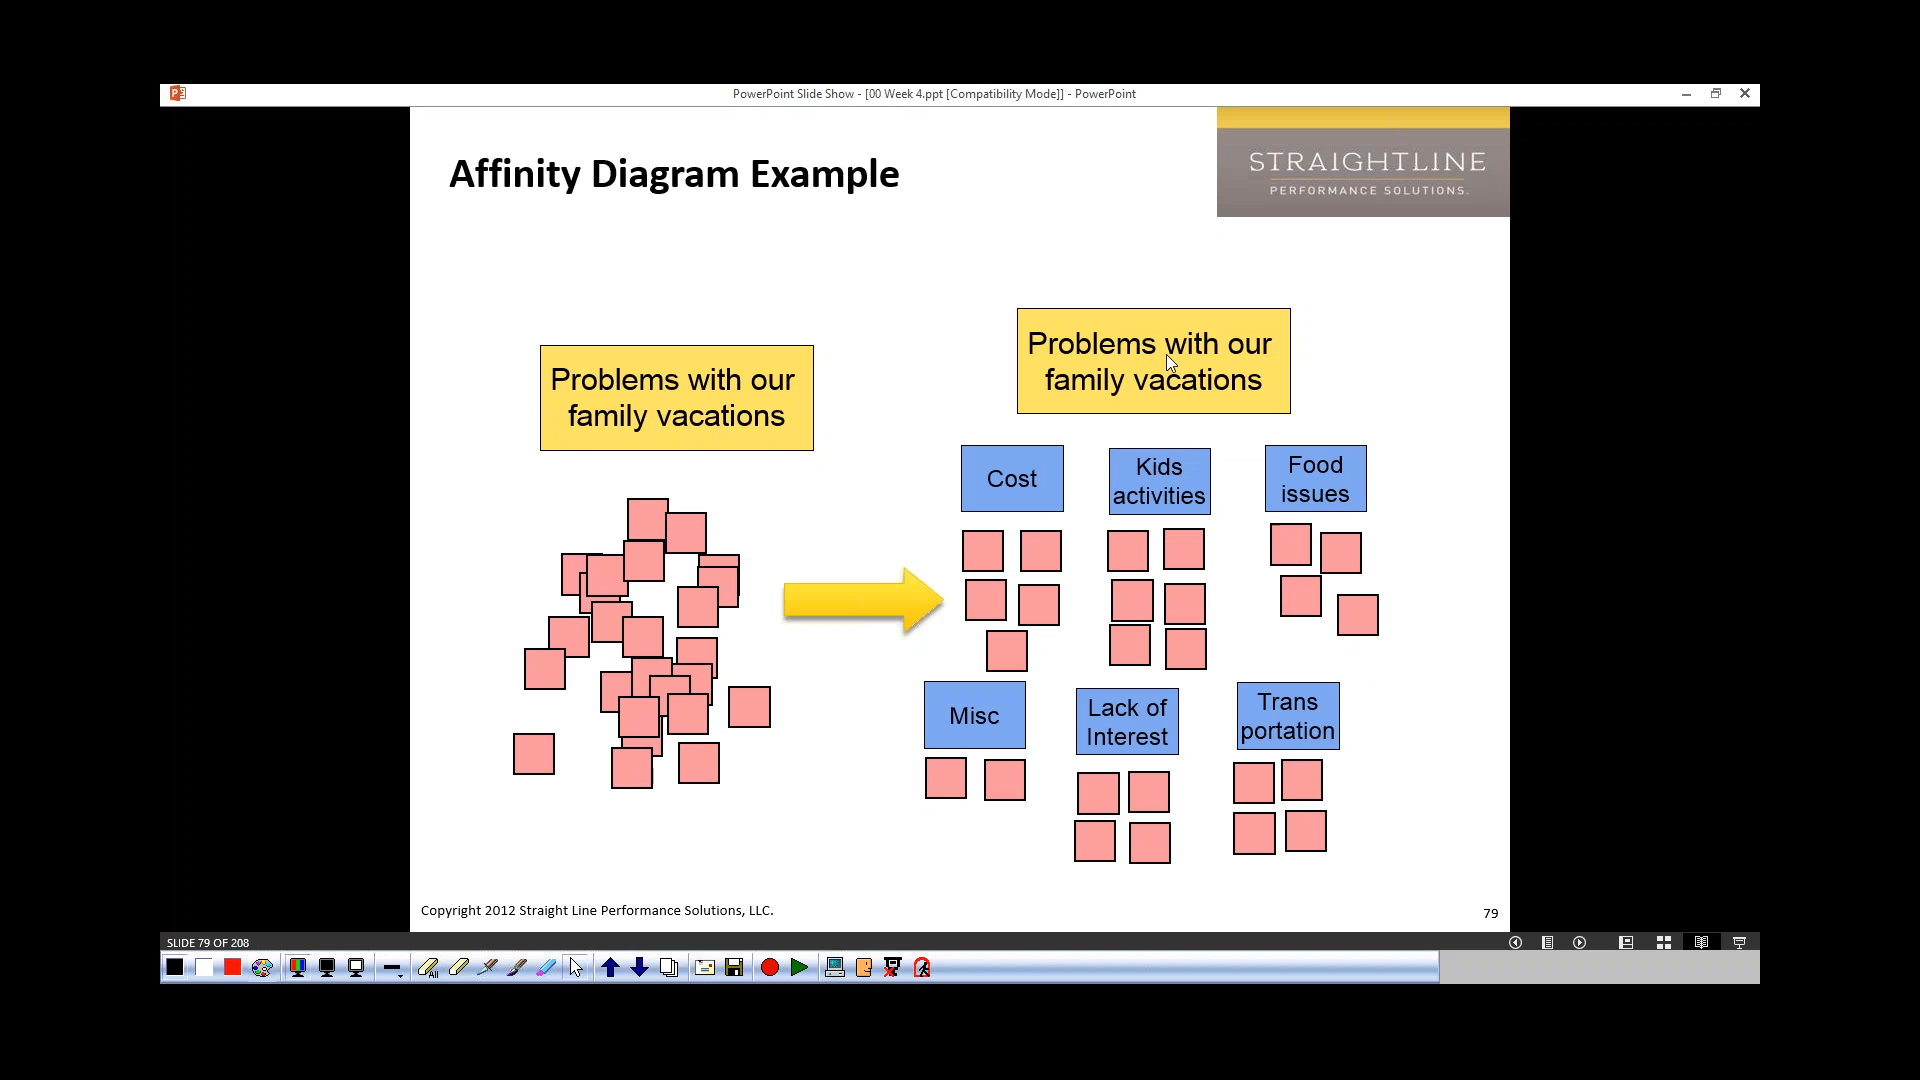 PowerPoint Slide Show - [00 Week 4.ppt [Compatibility Mode]] - PowerPoint
Affinity Diagram Example
STRAIGHTLINE
PERFORMANCE SOLUTIONS.
Problems with our
family vacations
Problems with our
family vacations
Cost
Kids
activities
Food
issues
Misc
Lack of
Interest
Trans
portation
Copyright 2012 Straight Line Performance Solutions, LLC.
79
SLIDE 79 OF 208
All